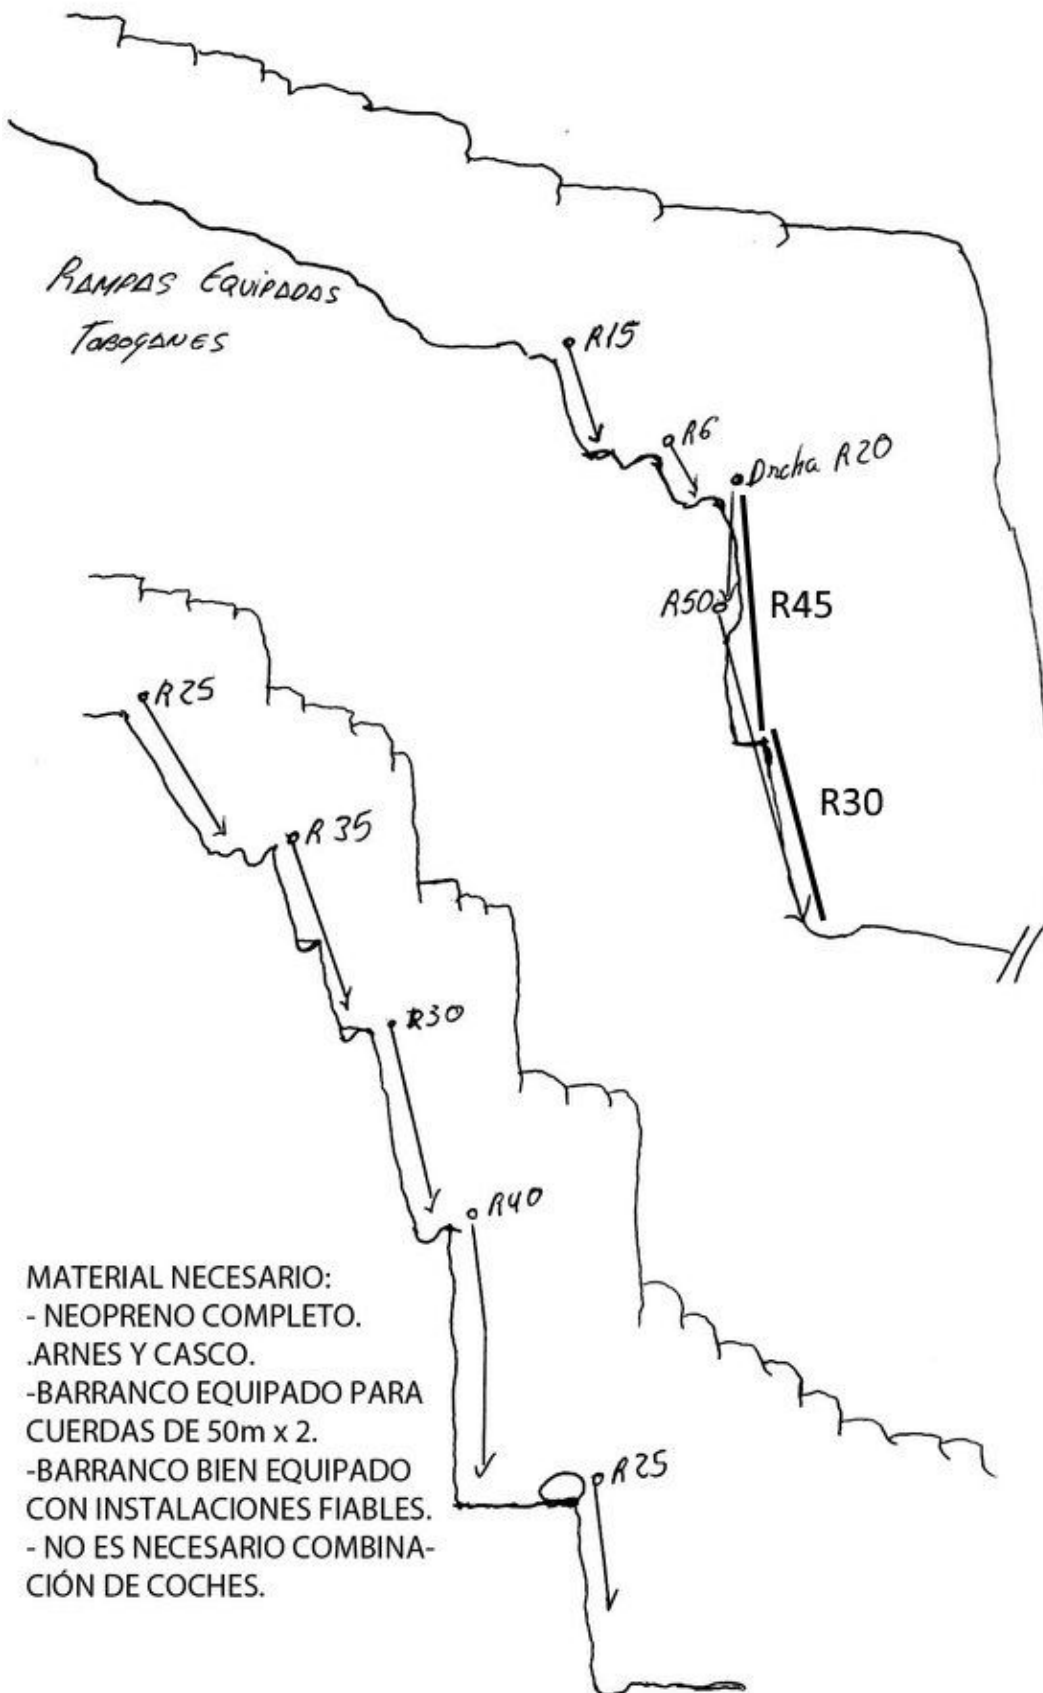 RAMPAS EQUIPADAS
TOBOGANES
R15
R6
Drcha R20
R50
R45
R30
R25
R35
R30
R40
R25
MATERIAL NECESARIO:
- NEOPRENO COMPLETO.
.ARNES Y CASCO.
-BARRANCO EQUIPADO PARA
CUERDAS DE 50m x 2.
-BARRANCO BIEN EQUIPADO
CON INSTALACIONES FIABLES.
- NO ES NECESARIO COMBINA-
CIÓN DE COCHES.